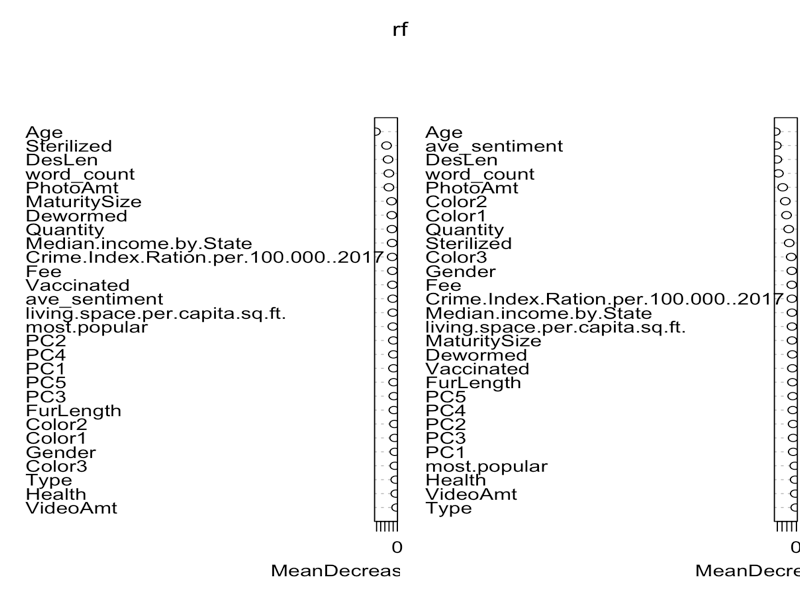 rf
Age
Sterilized
DesLen
word_count
PhotoAmt
MaturitySize
Dewormed
Quantity
Median.income.by.State
Crime.Index.Ration.per.100.000..2017
Fee
Vaccinated
ave_sentiment
living.space.per.capita.sq.ft.
most.popular
PC2
PC4
PC1
PC5
PC3
FurLength
Color2
Color1
Gender
Color3
Type
Health
VideoAmt
0
MeanDecreas
Age
ave_sentiment
DesLen
word_count
PhotoAmt
Color2
Color1
Quantity
Sterilized
Color3
Gender
Fee
Crime.Index.Ration.per.100.000..2017
Median.income.by.State
living.space.per.capita.sq.ft.
MaturitySize
Dewormed
Vaccinated
FurLength
PC5
PC4
PC2
PC3
PC1
most.popular
Health
VideoAmt
Type
0
MeanDecre